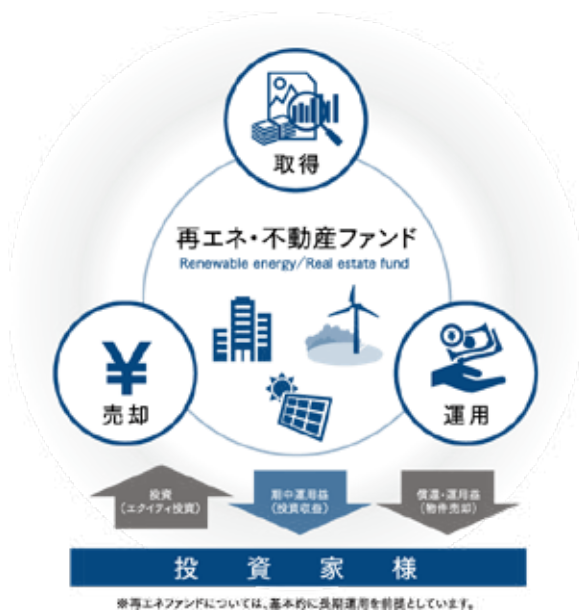 取得
再エネ・不動産ファンド
Renewable energy/Real estate fund
¥
売却
運用
投資
(エクイティ投資)
期中運用益
(投資収益)
償還・運用益
(物件売却)
投資家様
※再エネファンドについては、基本的に長期運用を前提としています。